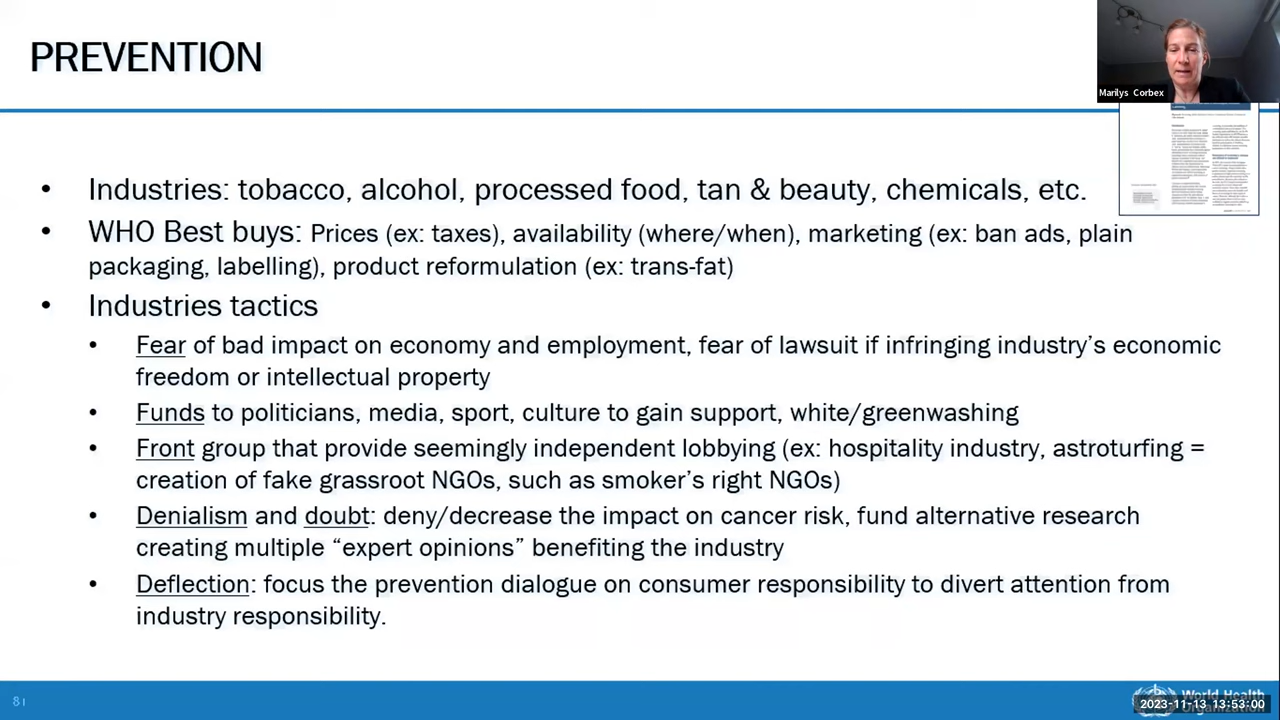 PREVENTION
Marilys Corbex
• Industries: tobacco, alcohol, processed food, tan & beauty, chemicals, etc.
• WHO Best buys: Prices (ex: taxes), availability (where/when), marketing (ex: ban ads, plain
packaging, labelling), product reformulation (ex: trans-fat)
• Industries tactics
• Fear of bad impact on economy and employment, fear of lawsuit if infringing industry’s economic
freedom or intellectual property
• Funds to politicians, media, sport, culture to gain support, white/greenwashing
• Front group that provide seemingly independent lobbying (ex: hospitality industry, astroturfing =
creation of fake grassroot NGOs, such as smoker’s right NGOs)
• Denialism and doubt: deny/decrease the impact on cancer risk, fund alternative research
creating multiple “expert opinions” benefiting the industry
• Deflection: focus the prevention dialogue on consumer responsibility to divert attention from
industry responsibility.
8 |
World Health
Organization
2023-11-13 13:53:00